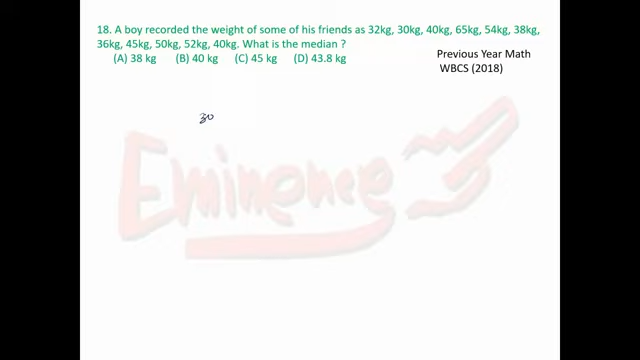 18. A boy recorded the weight of some of his friends as 32kg, 30kg, 40kg, 65kg, 54kg, 38kg,
36kg, 45kg, 50kg, 52kg, 40kg. What is the median ?
(A) 38 kg (B) 40 kg (C) 45 kg (D) 43.8 kg
Previous Year Math
WBCS (2018)
30
Eminence